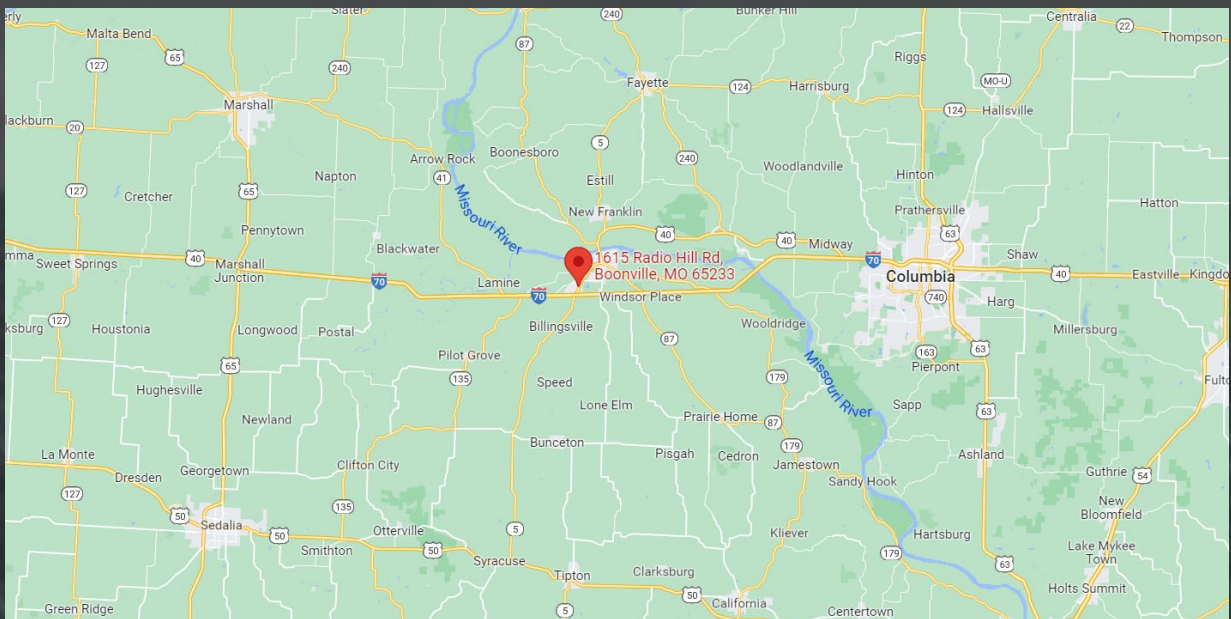 Slater
240
Bunker Hill
Centralia
22
Thompson
Malta Bend
65
87
Riggs
127
240
Fayette
124
Harrisburg
MO-U
Marshall
124
Hallsville
20
5
Arrow Rock
Boonesboro
240
Woodlandville
Napton
41
Estill
Hinton
127
65
Cretcher
Missouri River
New Franklin
Prathersville
Hatton
Pennytown
40
40
Midway
63
Blackwater
1615 Radio Hill Rd,
Boonville, MO 65233
40
Sweet Springs
Marshall
Junction
70
Lamine
70
Windsor Place
70
Columbia
Shaw
40
Eastville
740
Harg
127
Houstonia
Longwood
Postal
Billingsville
Wooldridge
Millersburg
87
65
Pilot Grove
163
63
Pierpont
Missouri River
Hughesville
135
Speed
179
Newland
Lone Elm
Prairie Home
87
Sapp
63
Bunceton
179
La Monte
Pisgah
Cedron
Jamestown
Ashland
Dresden
Georgetown
Clifton City
Sandy Hook
Guthrie
54
127
50
135
New
Bloomfield
Sedalia
50
Otterville
50
5
Kliever
Hartsburg
Smithton
Syracuse
179
Lake Mykee
Town
63
Tipton
Clarksburg
50
Holts Summit
Green Ridge
5
California
Centertown